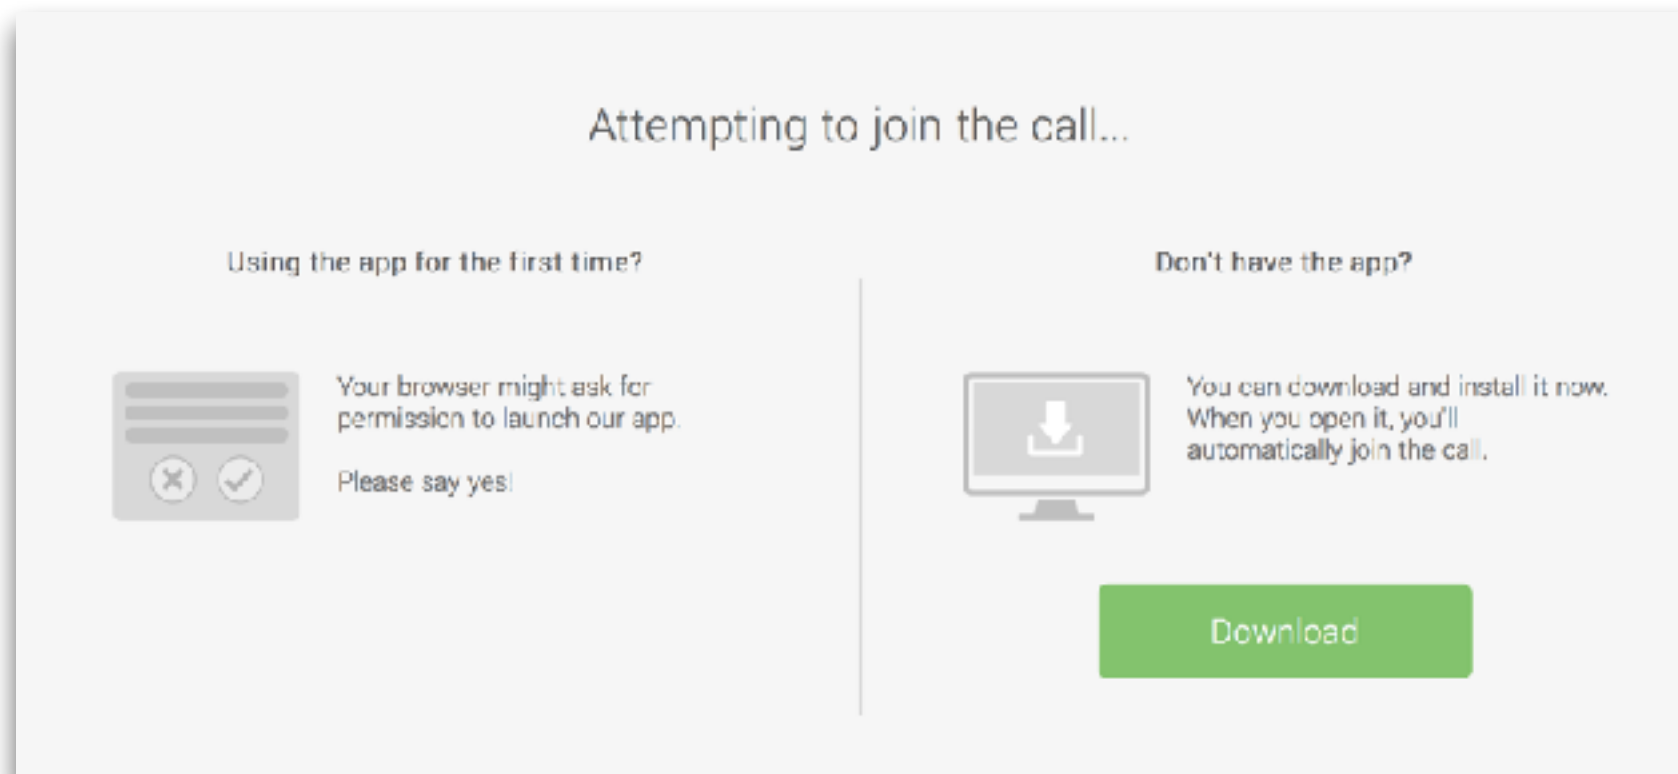 Attempting to join the call...
Using the app for the first time?
Your browser might ask for
permission to launch our app.
Please say yes!
Don't have the app?
You can download and install it now.
When you open it, you'll
automatically join the call.
Download